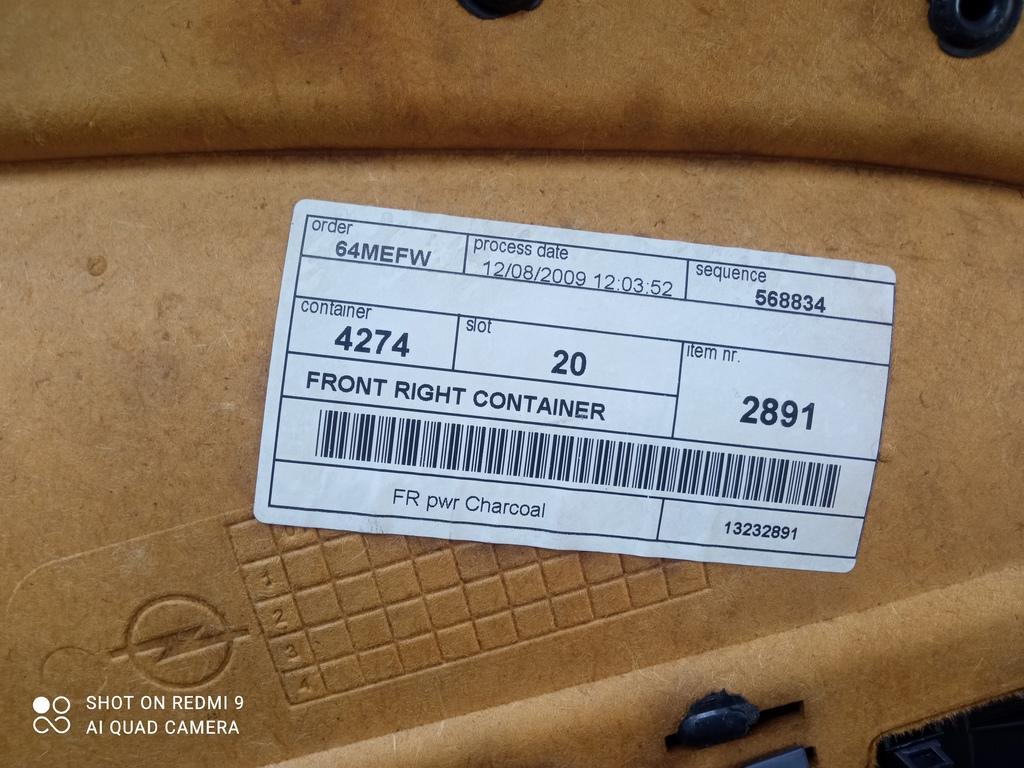 order
64MEFW
process date
12/08/2009 12:03:52
sequence
568834
container
4274
slot
20
item nr.
2891
FRONT RIGHT CONTAINER
FR pwr Charcoal
13232891
1
2
3
4
SHOT ON REDMI 9
AI QUAD CAMERA